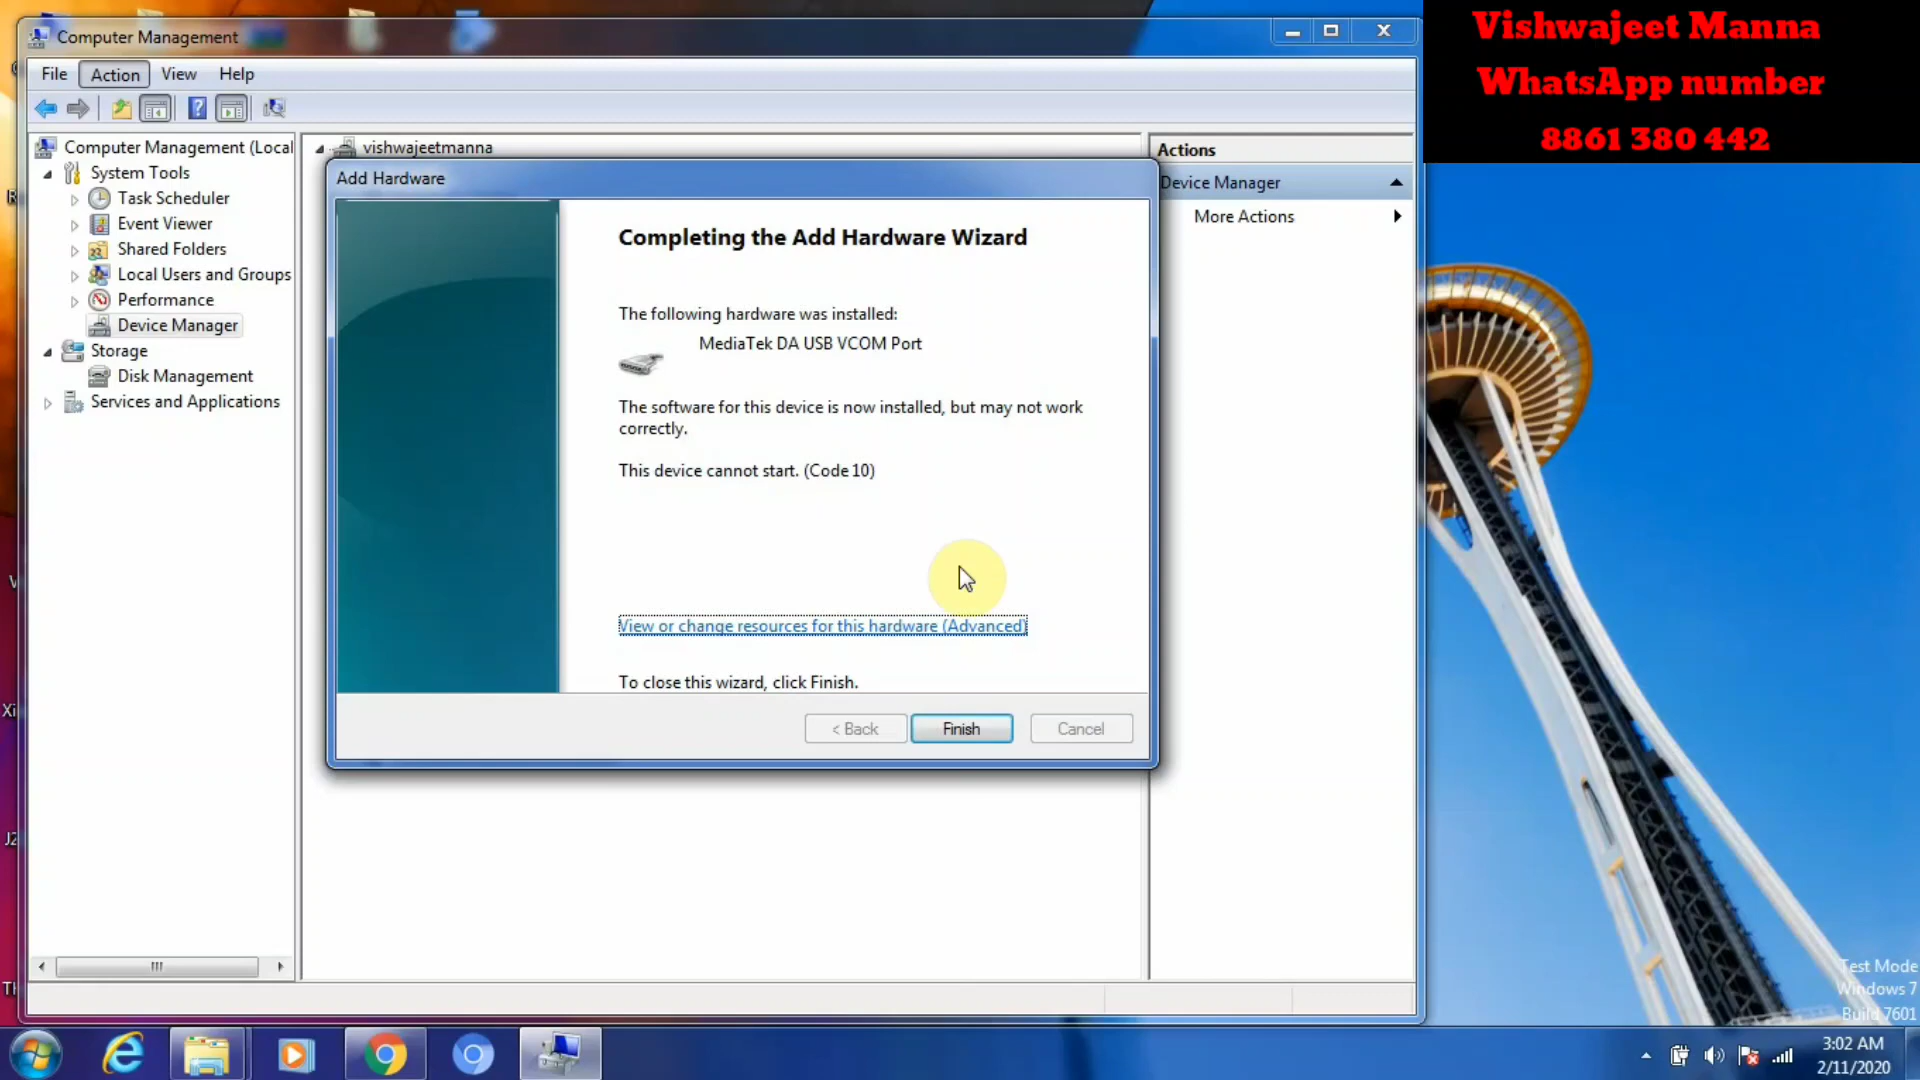 Computer Management
File Action View Help
Computer Management (Local
System Tools
Task Scheduler
Event Viewer
Shared Folders
Local Users and Groups
Performance
Device Manager
Storage
Disk Management
Services and Applications
vishwajeetmanna
Add Hardware
Completing the Add Hardware Wizard
The following hardware was installed:
MediaTek DA USB VCOM Port
The software for this device is now installed, but may not work
correctly.
This device cannot start. (Code 10)
View or change resources for this hardware (Advanced)
To close this wizard, click Finish.
< Back Finish Cancel
Actions
Device Manager
More Actions
Vishwajeet Manna
WhatsApp number
8861 380 442
Xi
J2
Test Mode
Windows 7
Build 7601
3:02 AM
2/11/2020